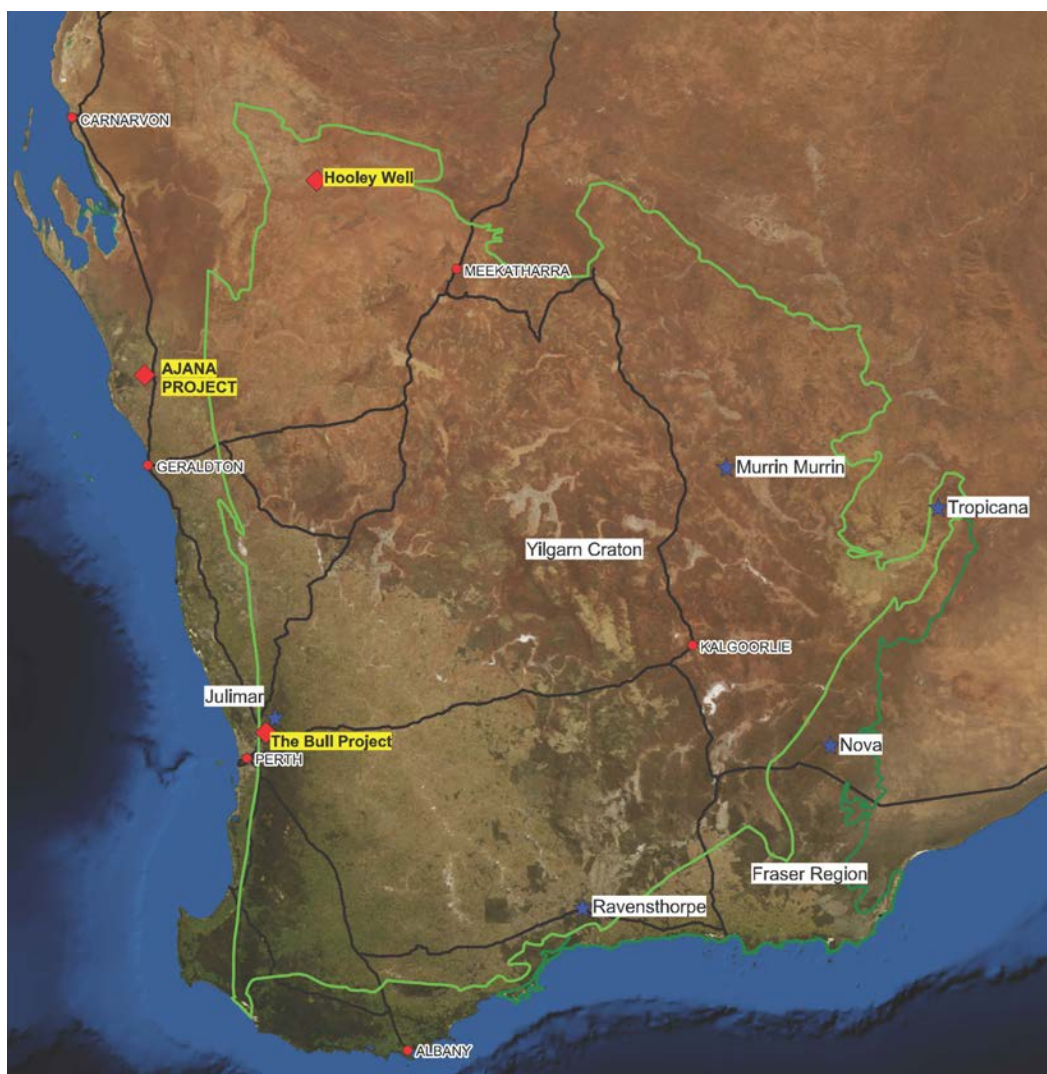 CARNARVON
Hooley Well
MEEKATHARRA
AJANA
PROJECT
GERALDTON
Murrin Murrin
Tropicana
Yilgarn Craton
KALGOORLIE
Julimar
The Bull Project
Nova
PERTH
Fraser Region
Ravensthorpe
ALBANY